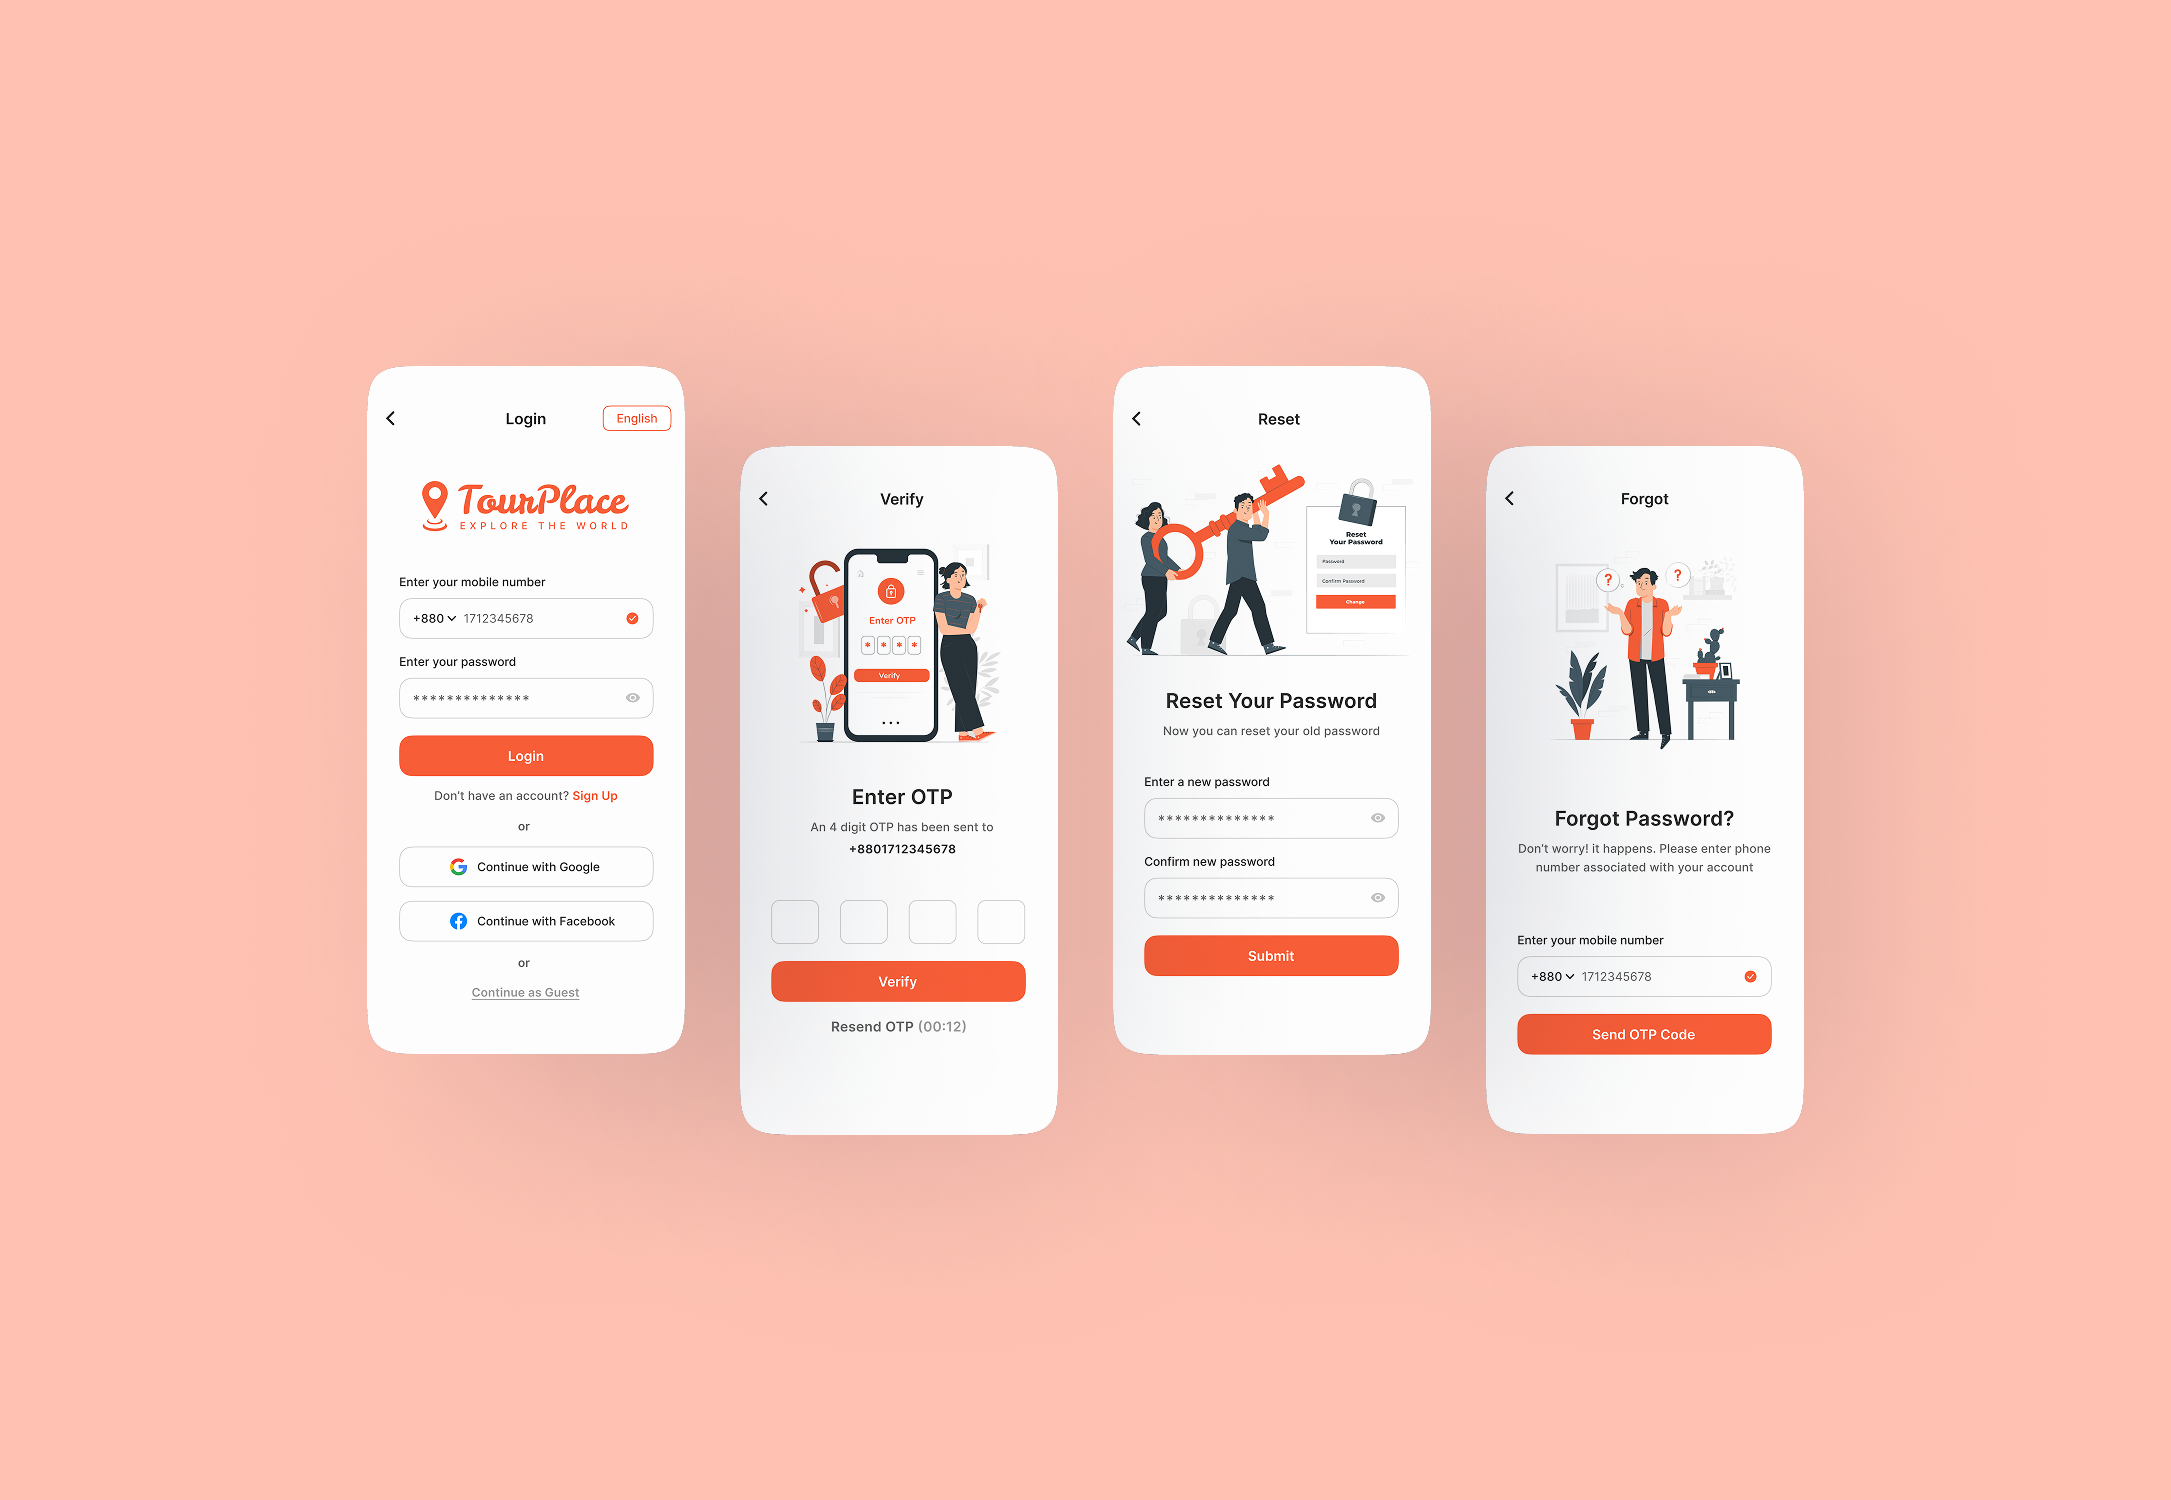 Login
English
TourPlace
EXPLORE THE WORLD
Enter your mobile number
+880 1712345678
Enter your password
**************
Login
Don't have an account? Sign Up
or
Continue with Google
Continue with Facebook
or
Continue as Guest
Verify
Enter OTP
* * * *
Verify
Enter OTP
An 4 digit OTP has been sent to
+8801712345678
Verify
Resend OTP (00:12)
Reset
Reset
Your Password
Password
Confirm Password
Change
Reset Your Password
Now you can reset your old password
Enter a new password
**************
Confirm new password
**************
Submit
Forgot
? ?
Forgot Password?
Don't worry! it happens. Please enter phone
number associated with your account
Enter your mobile number
+880 1712345678
Send OTP Code